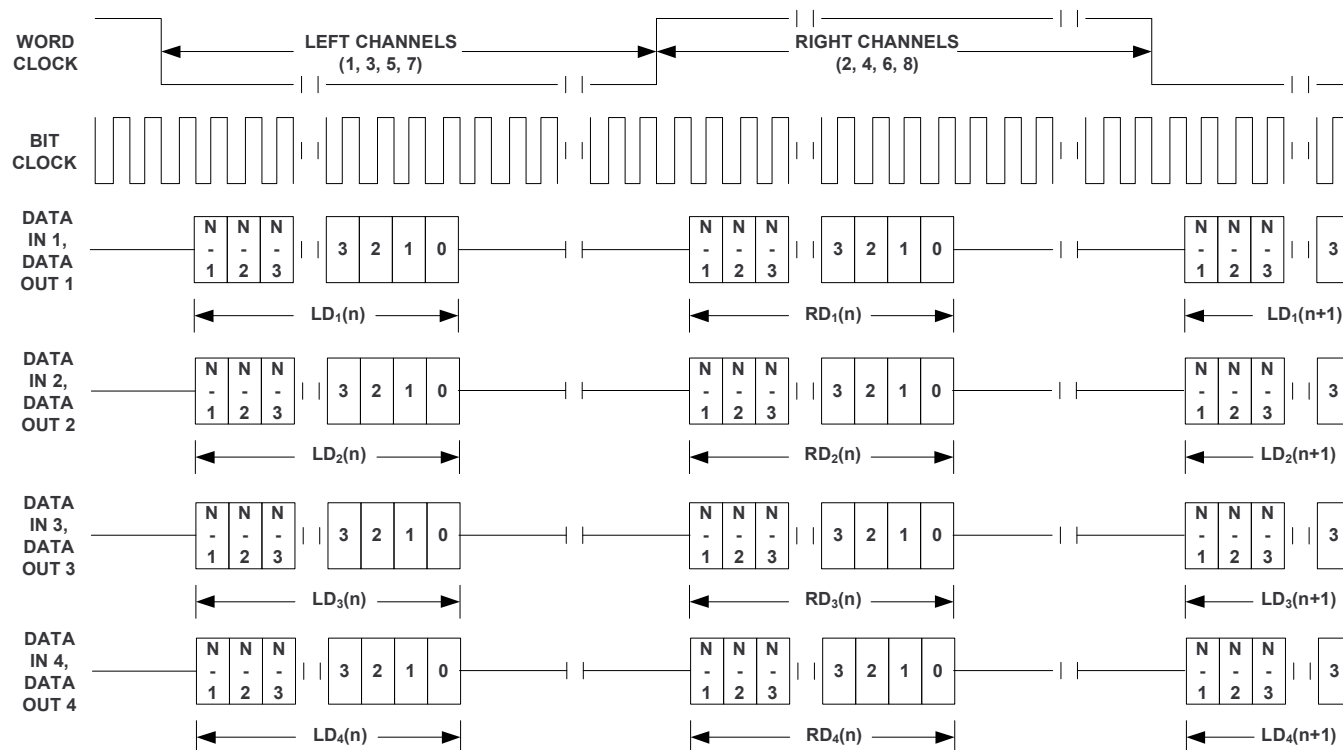 WORD
CLOCK
LEFT CHANNELS
(1, 3, 5, 7)
RIGHT CHANNELS
(2, 4, 6, 8)
BIT
CLOCK
DATA
IN 1,
DATA
OUT 1
N - 1 N - 2 N - 3 3 2 1 0 N - 1 N - 2 N - 3 3 2 1 0 N - 1 N - 2 N - 3 3
LD₁(n) RD₁(n) LD₁(n+1)
DATA
IN 2,
DATA
OUT 2
N - 1 N - 2 N - 3 3 2 1 0 N - 1 N - 2 N - 3 3 2 1 0 N - 1 N - 2 N - 3 3
LD₂(n) RD₂(n) LD₂(n+1)
DATA
IN 3,
DATA
OUT 3
N - 1 N - 2 N - 3 3 2 1 0 N - 1 N - 2 N - 3 3 2 1 0 N - 1 N - 2 N - 3 3
LD₃(n) RD₃(n) LD₃(n+1)
DATA
IN 4,
DATA
OUT 4
N - 1 N - 2 N - 3 3 2 1 0 N - 1 N - 2 N - 3 3 2 1 0 N - 1 N - 2 N - 3 3
LD₄(n) RD₄(n) LD₄(n+1)